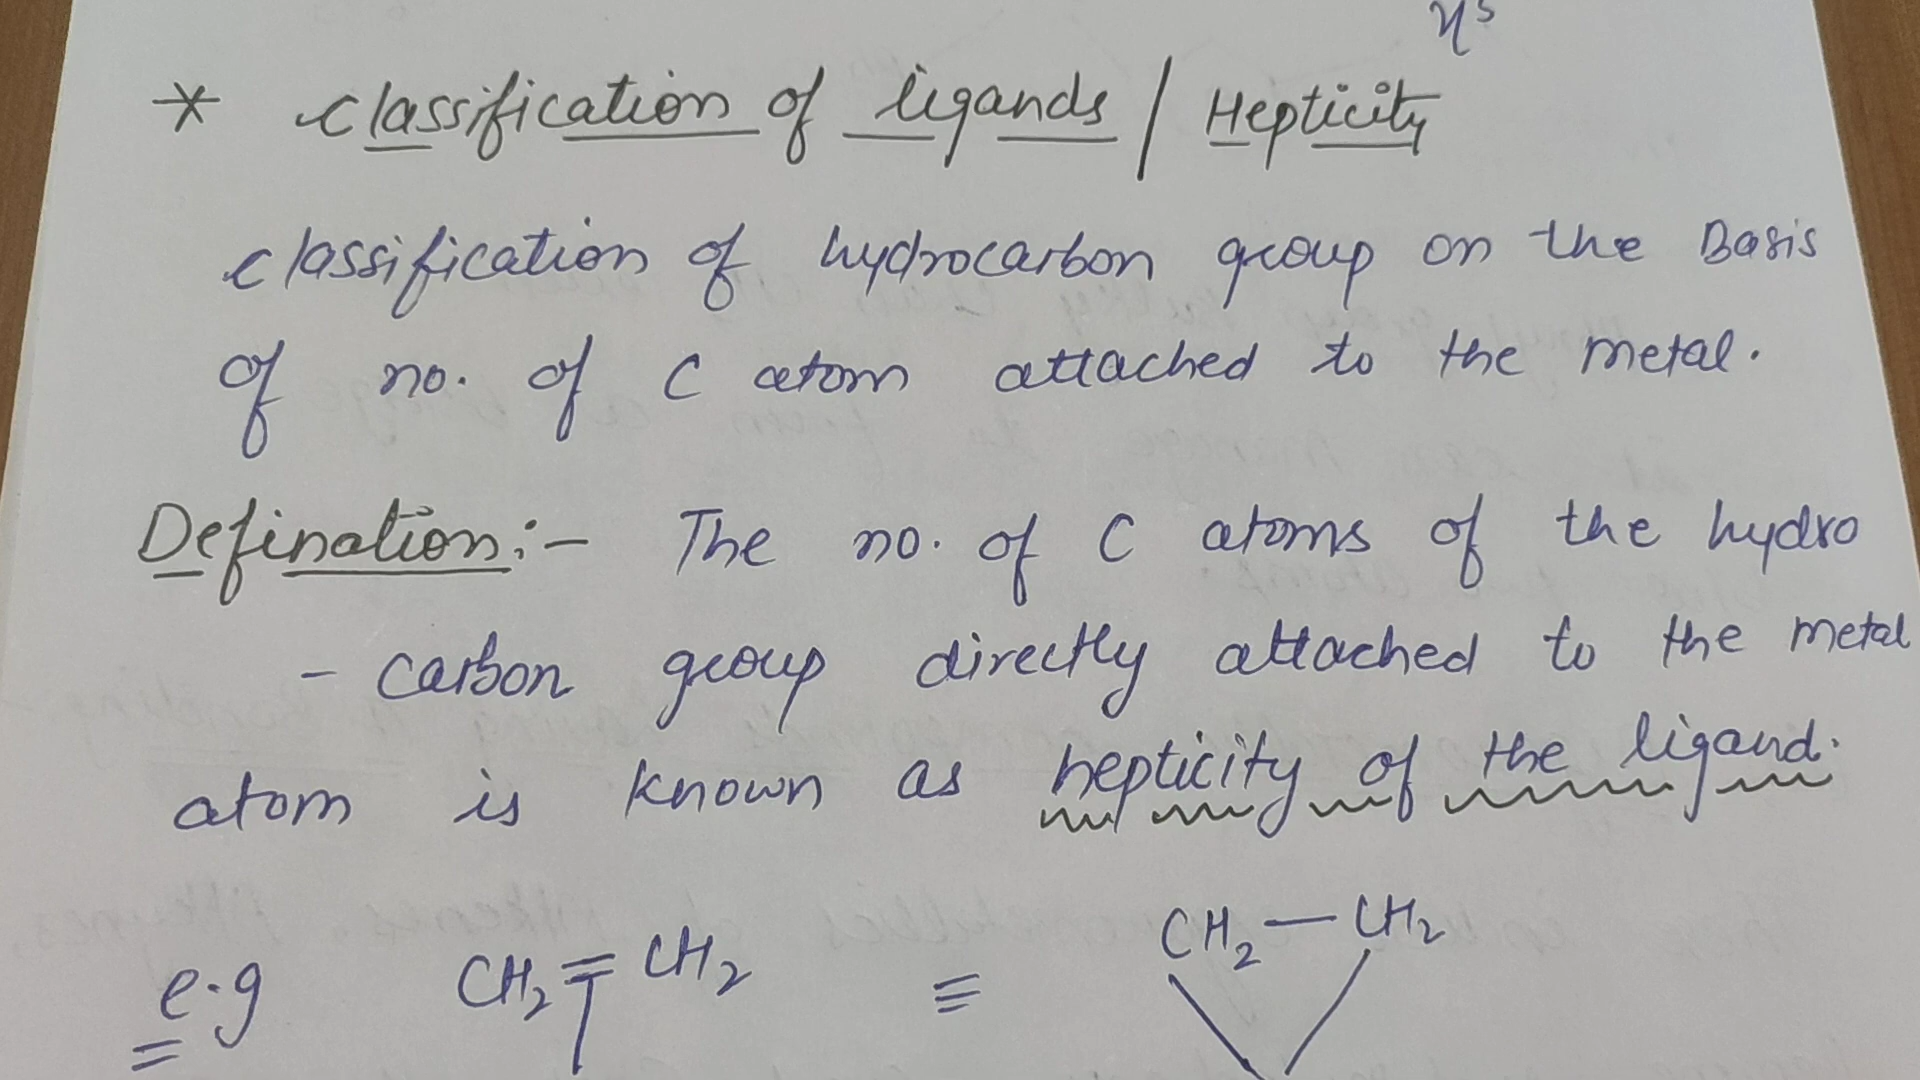 η5
* Classification of ligands / Hepticity
classification of hydrocarbon group on the Basis
of no. of C atom attached to the metal.
Defination:- The no. of C atoms of the hydro
- carbon group directly attached to the metal
atom is known as hepticity of the ligand.
e.g CH2 = CH2 ≡ CH2 — CH2